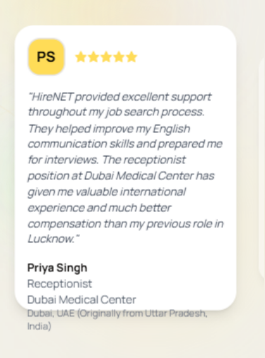 PS
"HireNET provided excellent support
throughout my job search process.
They helped improve my English
communication skills and prepared me
for interviews. The receptionist
position at Dubai Medical Center has
given me valuable international
experience and much better
compensation than my previous role in
Lucknow."
Priya Singh
Receptionist
Dubai Medical Center
Dubai, UAE (Originally from Uttar Pradesh,
India)